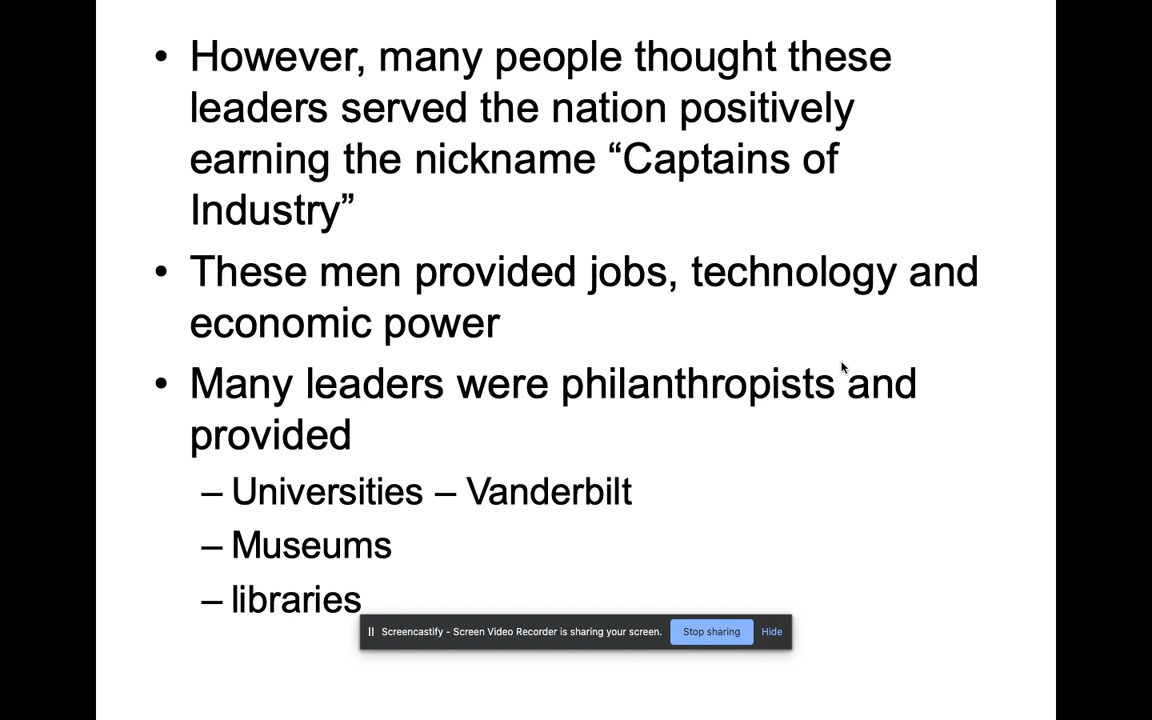 • However, many people thought these
leaders served the nation positively
earning the nickname “Captains of
Industry”
• These men provided jobs, technology and
economic power
• Many leaders were philanthropists and
provided
– Universities – Vanderbilt
– Museums
– libraries
Screencastify - Screen Video Recorder is sharing your screen. Stop sharing Hide